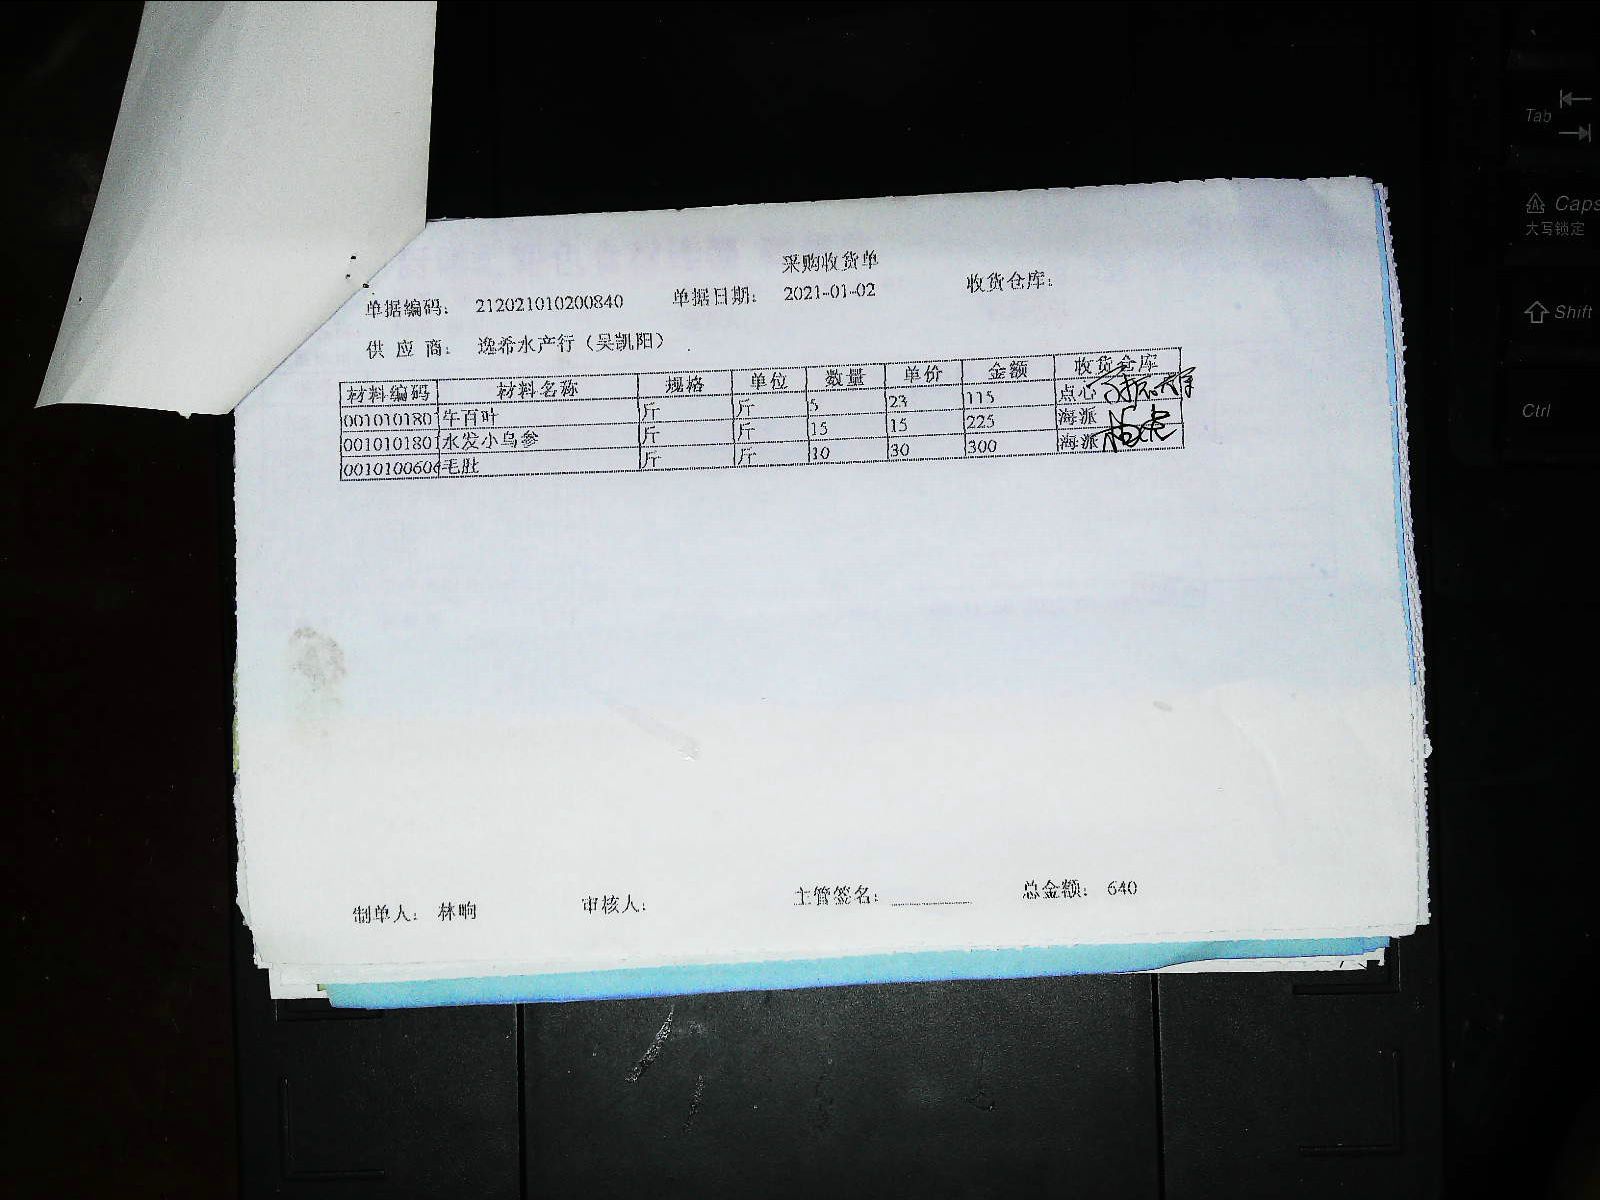 采购收货单
单据编码： 212021010200840 单据日期： 2021-01-02 收货仓库：
供 应 商： 逸希水产行（吴凯阳）
材料编码 材料名称 规格 单位 数量 单价 金额 收货仓库
001010180 牛百叶 斤 斤 5 23 115 点心
001010180 水发小乌参 斤 斤 15 15 225 海派
001010060 毛肚 斤 斤 10 30 300 海派
制单人： 林响 审核人： 主管签名： 总金额： 640
Tab
Caps
大写锁定
Shift
Ctrl